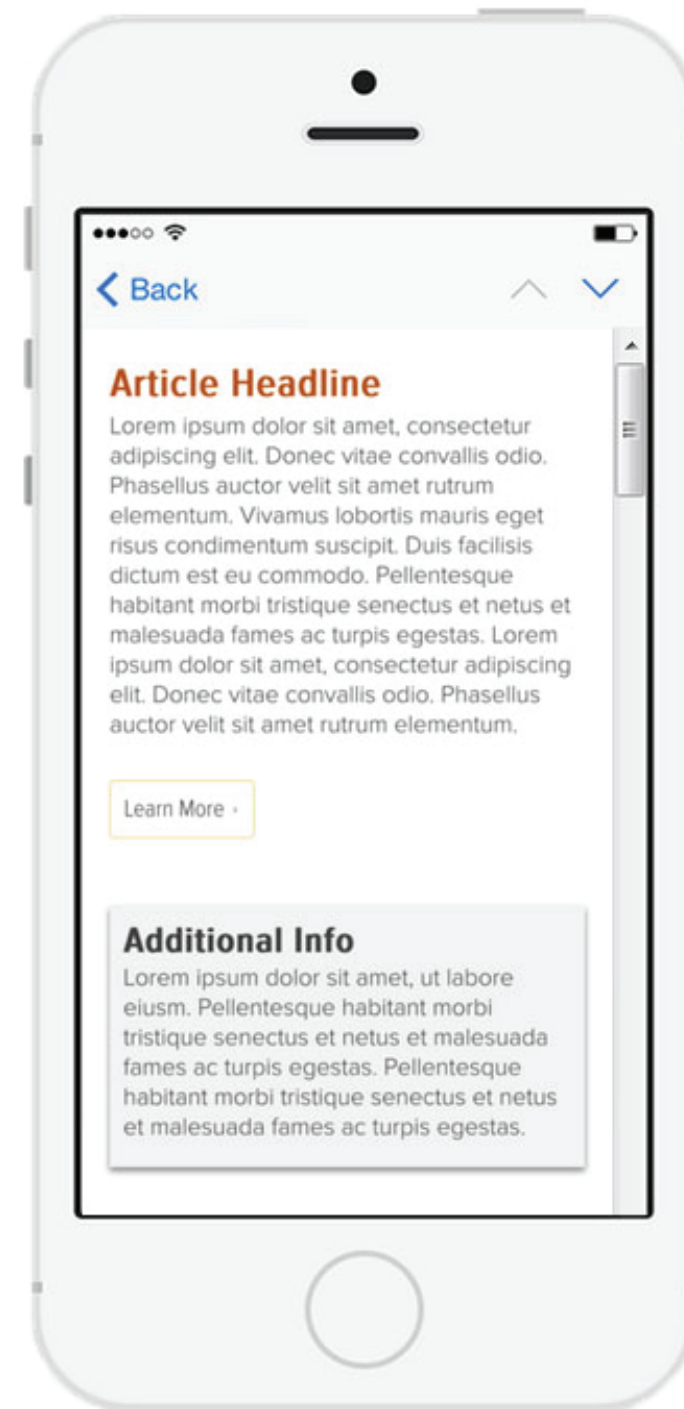 Back
Article Headline
Lorem ipsum dolor sit amet, consectetur
adipiscing elit. Donec vitae convallis odio.
Phasellus auctor velit sit amet rutrum
elementum. Vivamus lobortis mauris eget
risus condimentum suscipit. Duis facilisis
dictum est eu commodo. Pellentesque
habitant morbi tristique senectus et netus et
malesuada fames ac turpis egestas. Lorem
ipsum dolor sit amet, consectetur adipiscing
elit. Donec vitae convallis odio. Phasellus
auctor velit sit amet rutrum elementum.
Learn More ›
Additional Info
Lorem ipsum dolor sit amet, ut labore
eiusm. Pellentesque habitant morbi
tristique senectus et netus et malesuada
fames ac turpis egestas. Pellentesque
habitant morbi tristique senectus et netus
et malesuada fames ac turpis egestas.